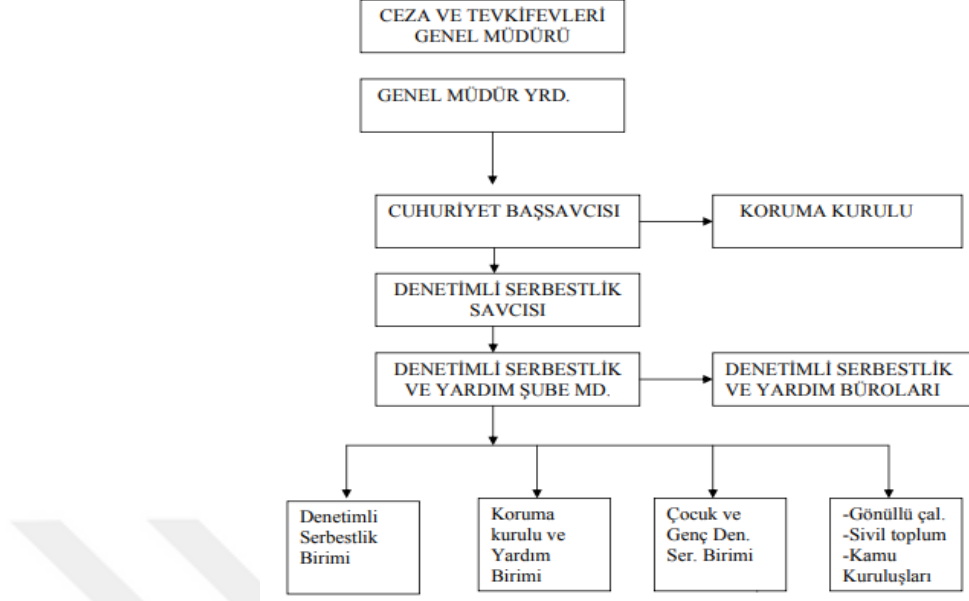 CEZA VE TEVKİFEVLERİ
GENEL MÜDÜRÜ
GENEL MÜDÜR YRD.
CUHURİYET BAŞSAVCISI
KORUMA KURULU
DENETİMLİ SERBESTLİK
SAVCISI
DENETİMLİ SERBESTLİK
VE YARDIM ŞUBE MD.
DENETİMLİ SERBESTLİK
VE YARDIM BÜROLARI
Denetimli
Serbestlik
Birimi
Koruma
kurulu ve
Yardım
Birimi
Çocuk ve
Genç Den.
Ser. Birimi
-Gönüllü çal.
-Sivil toplum
-Kamu
Kuruluşları